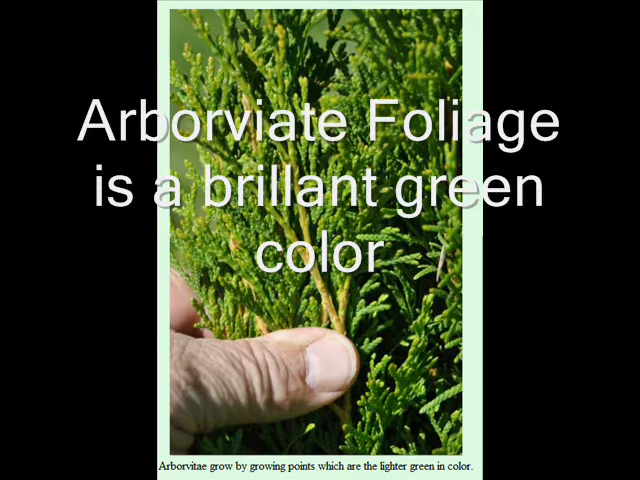 Arborviate Foliage
is a brillant green
color
Arborvitae grow by growing points which are the lighter green in color.